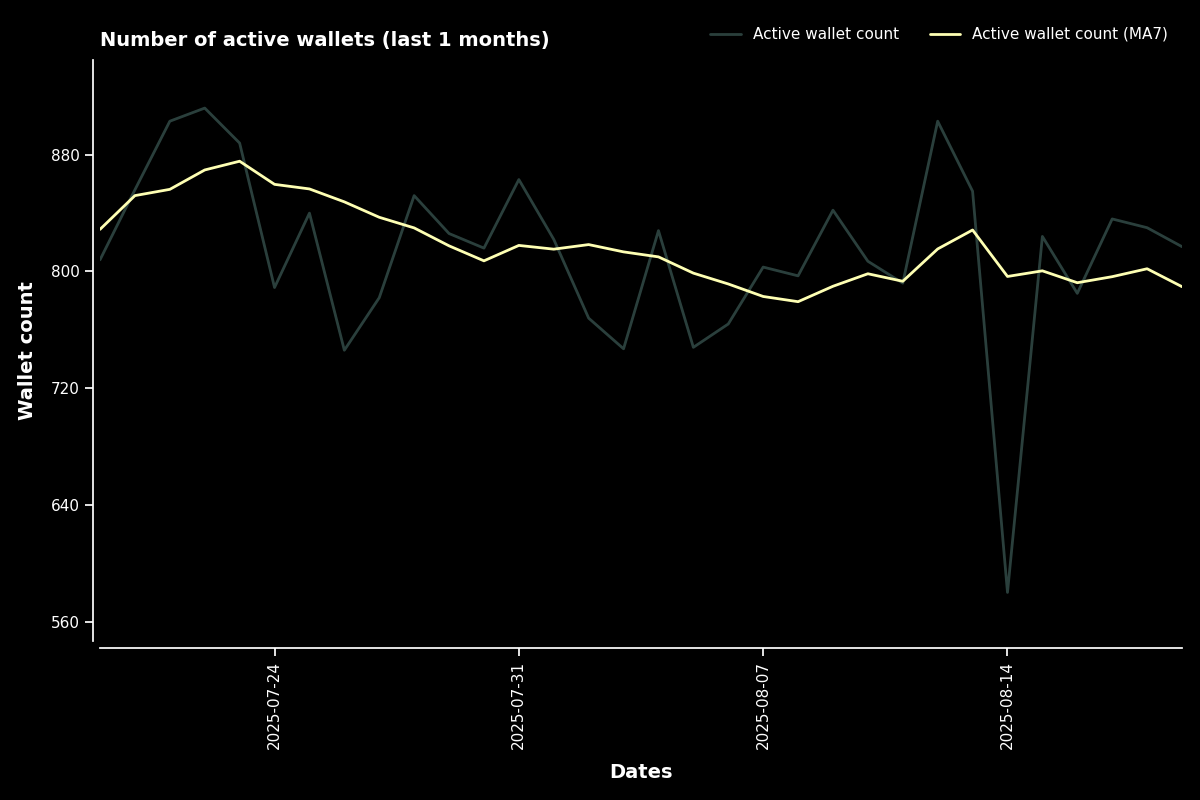 Number of active wallets (last 1 months)
Active wallet count
Active wallet count (MA7)
880
800
720
640
560
Wallet count
2025-07-24
2025-07-31
2025-08-07
2025-08-14
Dates